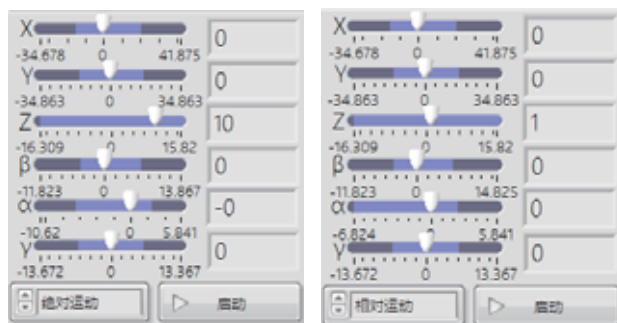 X 0
-34.678 0 41.875
Y 0
-34.863 0 34.863
Z 10
-16.309 0 15.82
β 0
-11.823 0 13.867
α -0
-10.62 0 5.841
γ 0
-13.672 0 13.367
绝对运动 启动
X 0
-34.678 0 41.875
Y 0
-34.863 0 34.863
Z 1
-16.309 0 15.82
β 0
-11.823 0 14.825
α 0
-6.824 0 5.841
γ 0
-13.672 0 13.367
相对运动 启动